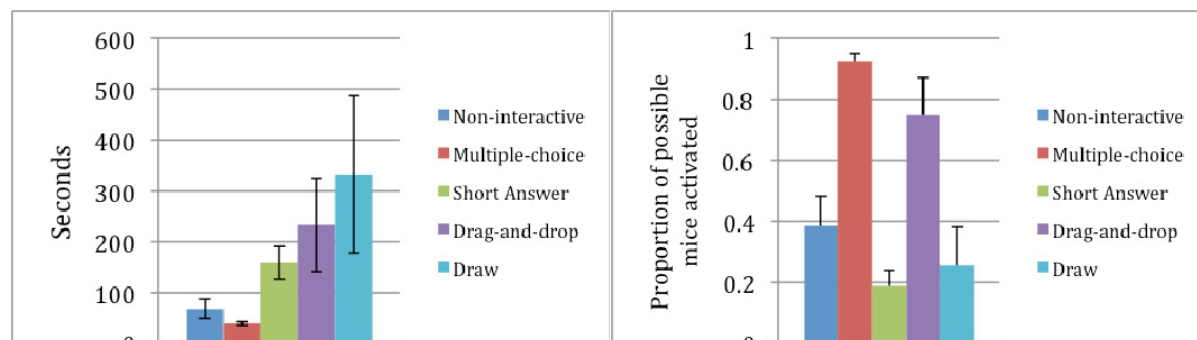 600
500
400
300
200
100
0
Seconds
Non-interactive
Multiple-choice
Short Answer
Drag-and-drop
Draw
1
0.8
0.6
0.4
0.2
Proportion of possible
mice activated
Non-interactive
Multiple-choice
Short Answer
Drag-and-drop
Draw